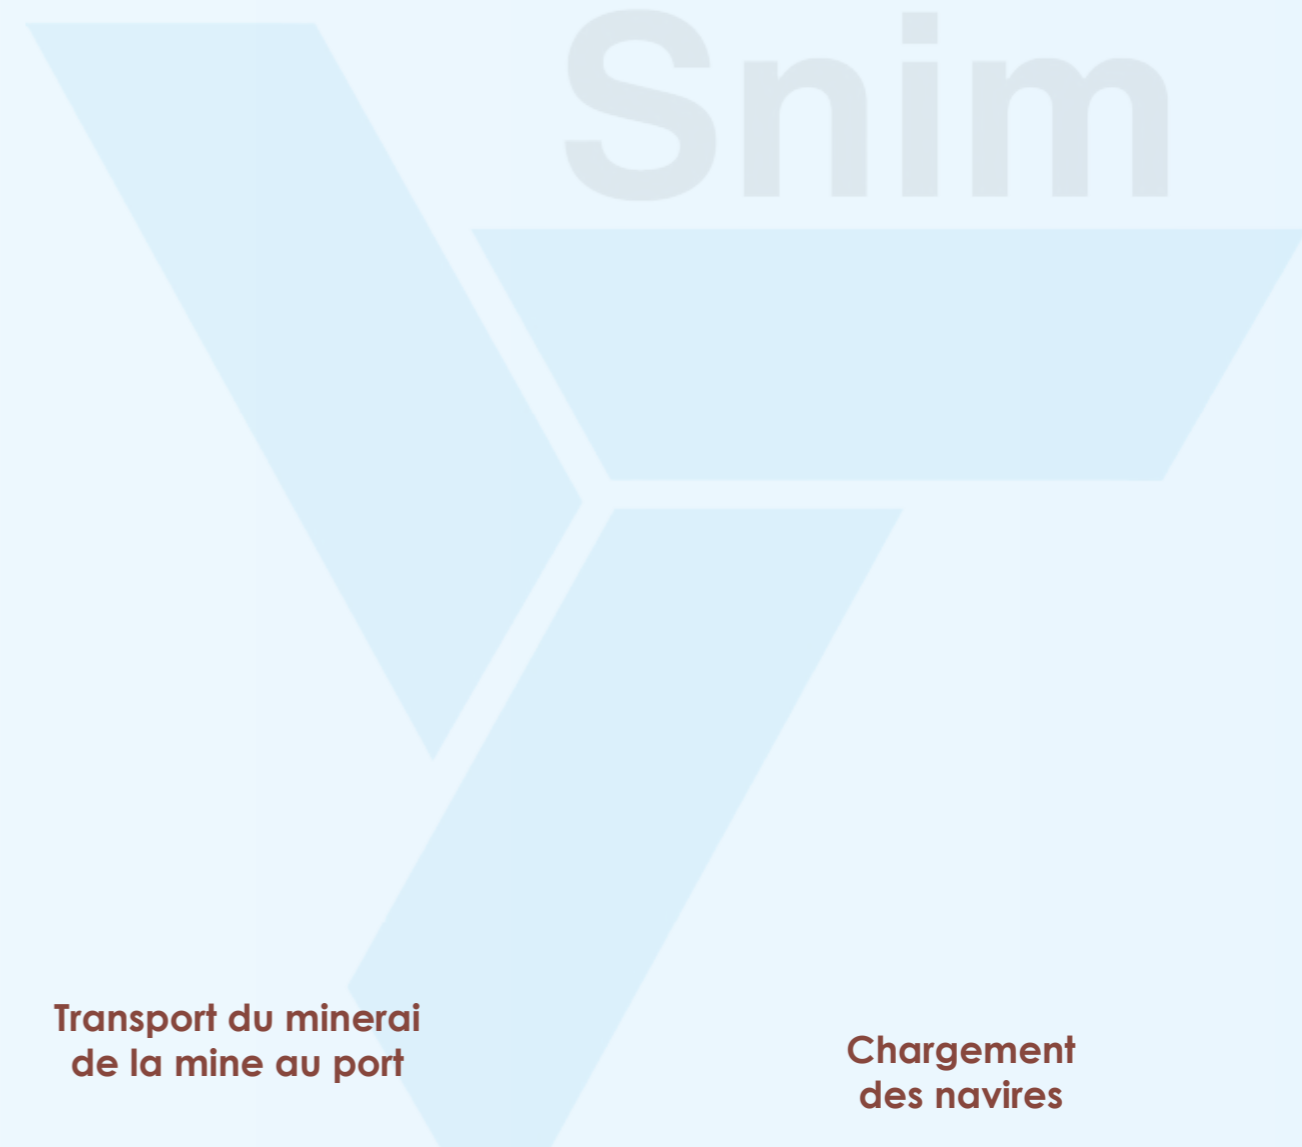 Snim
Transport du minerai
de la mine au port
Chargement
des navires